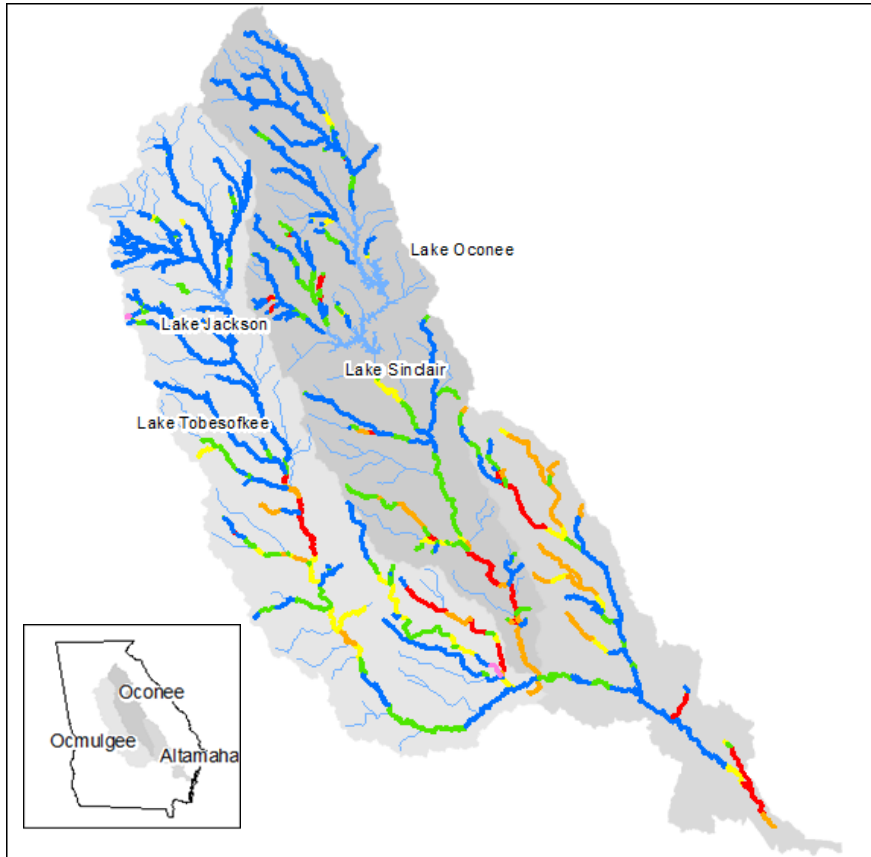 Lake Oconee
Lake Jackson
Lake Sinclair
Lake Tobesofkee
Oconee
Ocmulgee
Altamaha